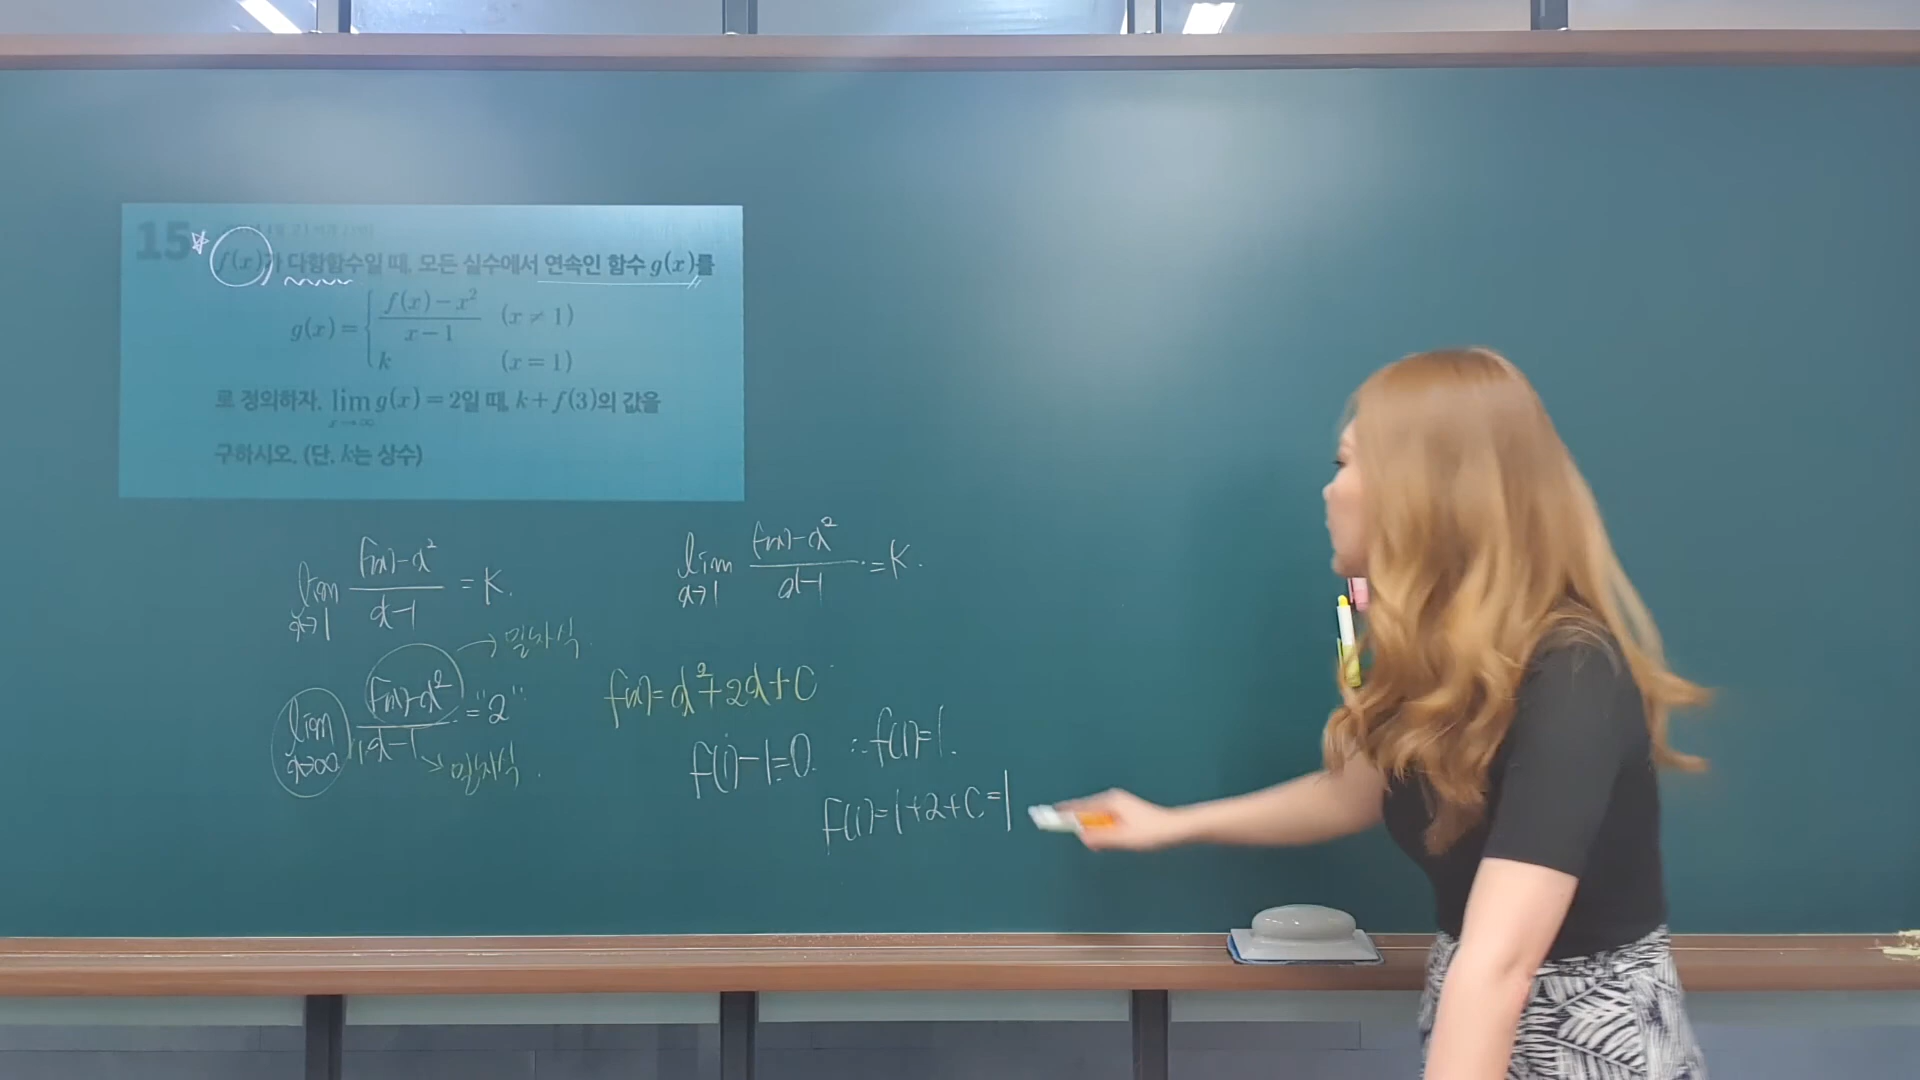 15
f(x)가 다항함수일 때, 모든 실수에서 연속인 함수 g(x)를
g(x) = { (f(x) − x²)/(x − 1) (x ≠ 1)
k (x = 1)
로 정의하자. lim x→∞ g(x) = 2일 때, k + f(3)의 값을
구하시오. (단, k는 상수)
lim x→1 (f(x) − x²)/(x − 1) = K.
lim x→∞ (f(x) − x²)/(1·x − 1) = "2"
→ 일차식.
→ 일차식.
lim x→1 (f(x) − x²)/(x − 1) = K.
f(x) = x² + 2x + C
f(1) − 1 = 0. ∴ f(1) = 1.
f(1) = 1 + 2 + C = 1